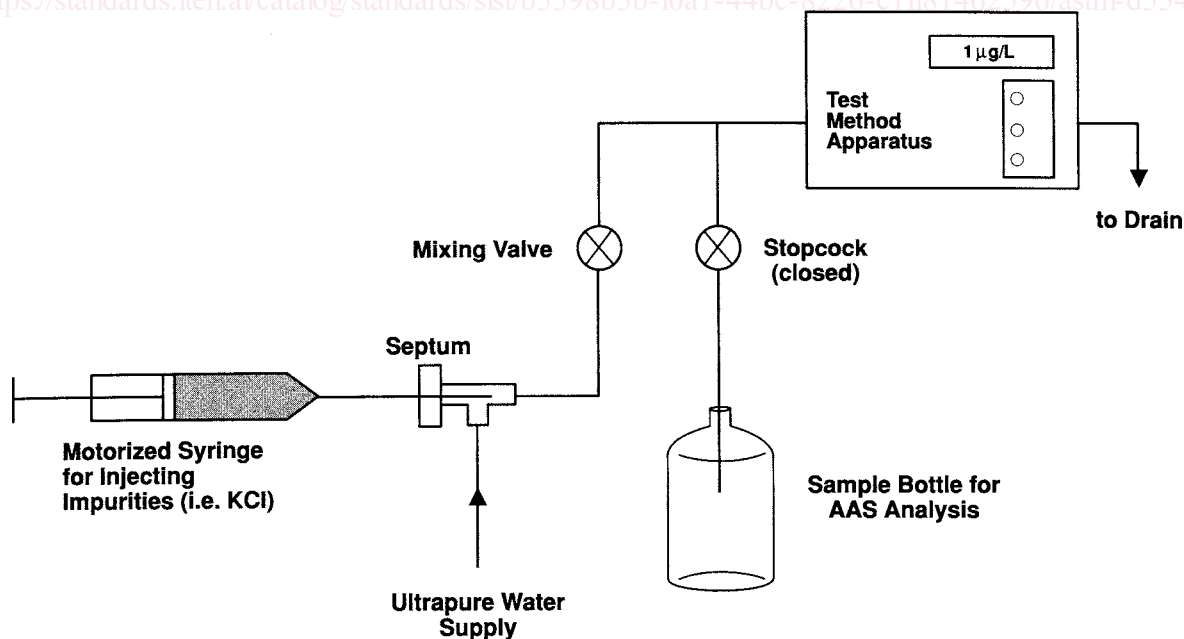 1 μg/L
Test
Method
Apparatus
to Drain
Mixing Valve
Stopcock
(closed)
Septum
Motorized Syringe
for Injecting
Impurities (i.e. KCl)
Sample Bottle for
AAS Analysis
Ultrapure Water
Supply